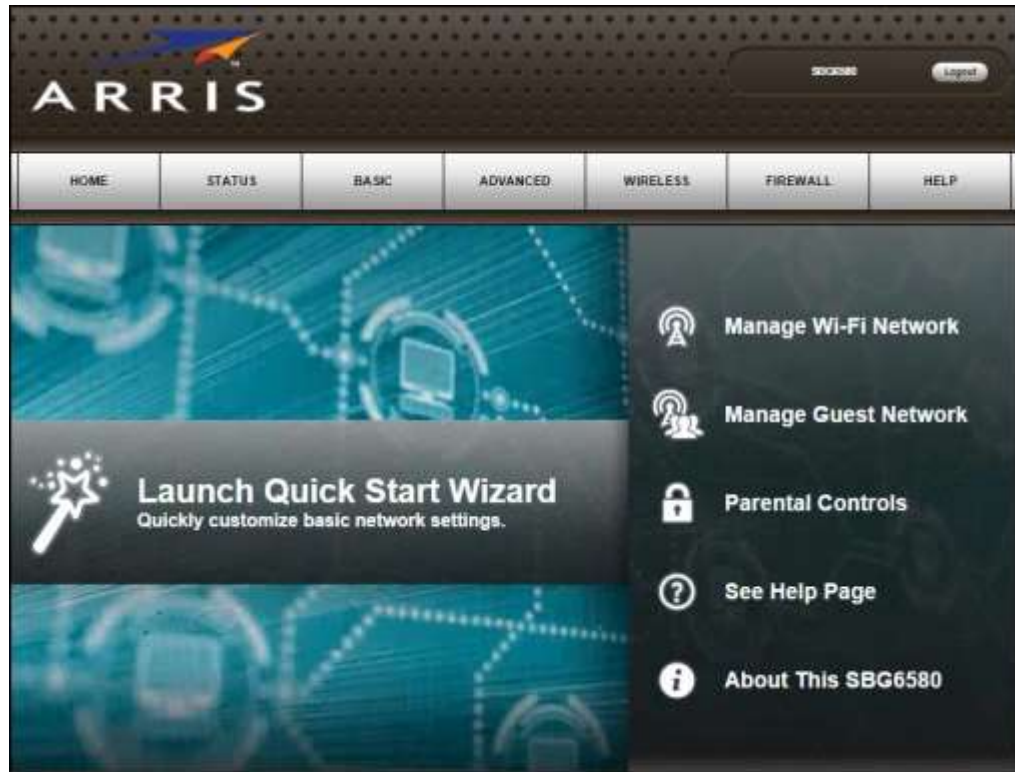 ARRIS
SBG6580
Logout
HOME
STATUS
BASIC
ADVANCED
WIRELESS
FIREWALL
HELP
Launch Quick Start Wizard
Quickly customize basic network settings.
Manage Wi-Fi Network
Manage Guest Network
Parental Controls
See Help Page
About This SBG6580